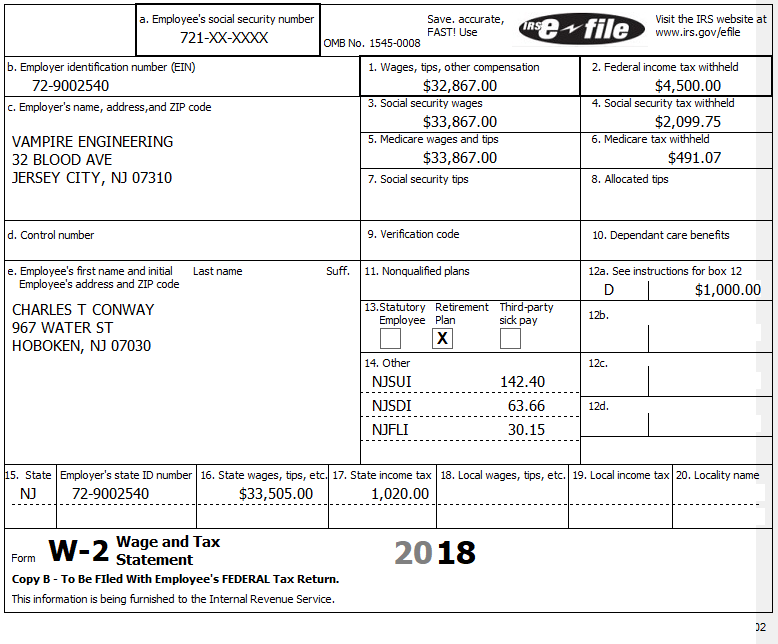 a. Employee's social security number
721-XX-XXXX
OMB No. 1545-0008
Save. accurate,
FAST! Use
IRS e file
Visit the IRS website at
www.irs.gov/efile
b. Employer identification number (EIN)
72-9002540
1. Wages, tips, other compensation
$32,867.00
2. Federal income tax withheld
$4,500.00
c. Employer's name, address,and ZIP code
VAMPIRE ENGINEERING
32 BLOOD AVE
JERSEY CITY, NJ 07310
3. Social security wages
$33,867.00
4. Social security tax withheld
$2,099.75
5. Medicare wages and tips
$33,867.00
6. Medicare tax withheld
$491.07
7. Social security tips
8. Allocated tips
d. Control number
9. Verification code
10. Dependant care benefits
e. Employee's first name and initial Last name Suff.
Employee's address and ZIP code
CHARLES T CONWAY
967 WATER ST
HOBOKEN, NJ 07030
11. Nonqualified plans
12a. See instructions for box 12
D $1,000.00
13.Statutory Retirement Third-party
Employee Plan sick pay
X
12b.
14. Other
NJSUI 142.40
NJSDI 63.66
NJFLI 30.15
12c.
12d.
15. State Employer's state ID number 16. State wages, tips, etc. 17. State income tax 18. Local wages, tips, etc. 19. Local income tax 20. Locality name
NJ 72-9002540 $33,505.00 1,020.00
Form W-2 Wage and Tax
Statement
2018
Copy B - To Be FIled With Employee's FEDERAL Tax Return.
This information is being furnished to the Internal Revenue Service.
02